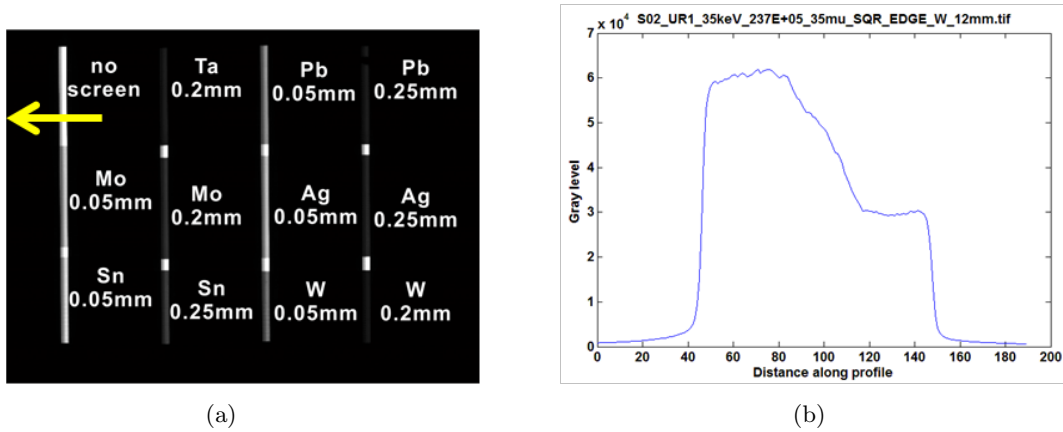 no
screen
Ta
0.2mm
Pb
0.05mm
Pb
0.25mm
Mo
0.05mm
Mo
0.2mm
Ag
0.05mm
Ag
0.25mm
Sn
0.05mm
Sn
0.25mm
W
0.05mm
W
0.2mm
(a)
x 10⁴ S02_UR1_35keV_237E+05_35mu_SQR_EDGE_W_12mm.tif
7
6
5
4
3
2
1
0
Gray level
0 20 40 60 80 100 120 140 160 180 200
Distance along profile
(b)